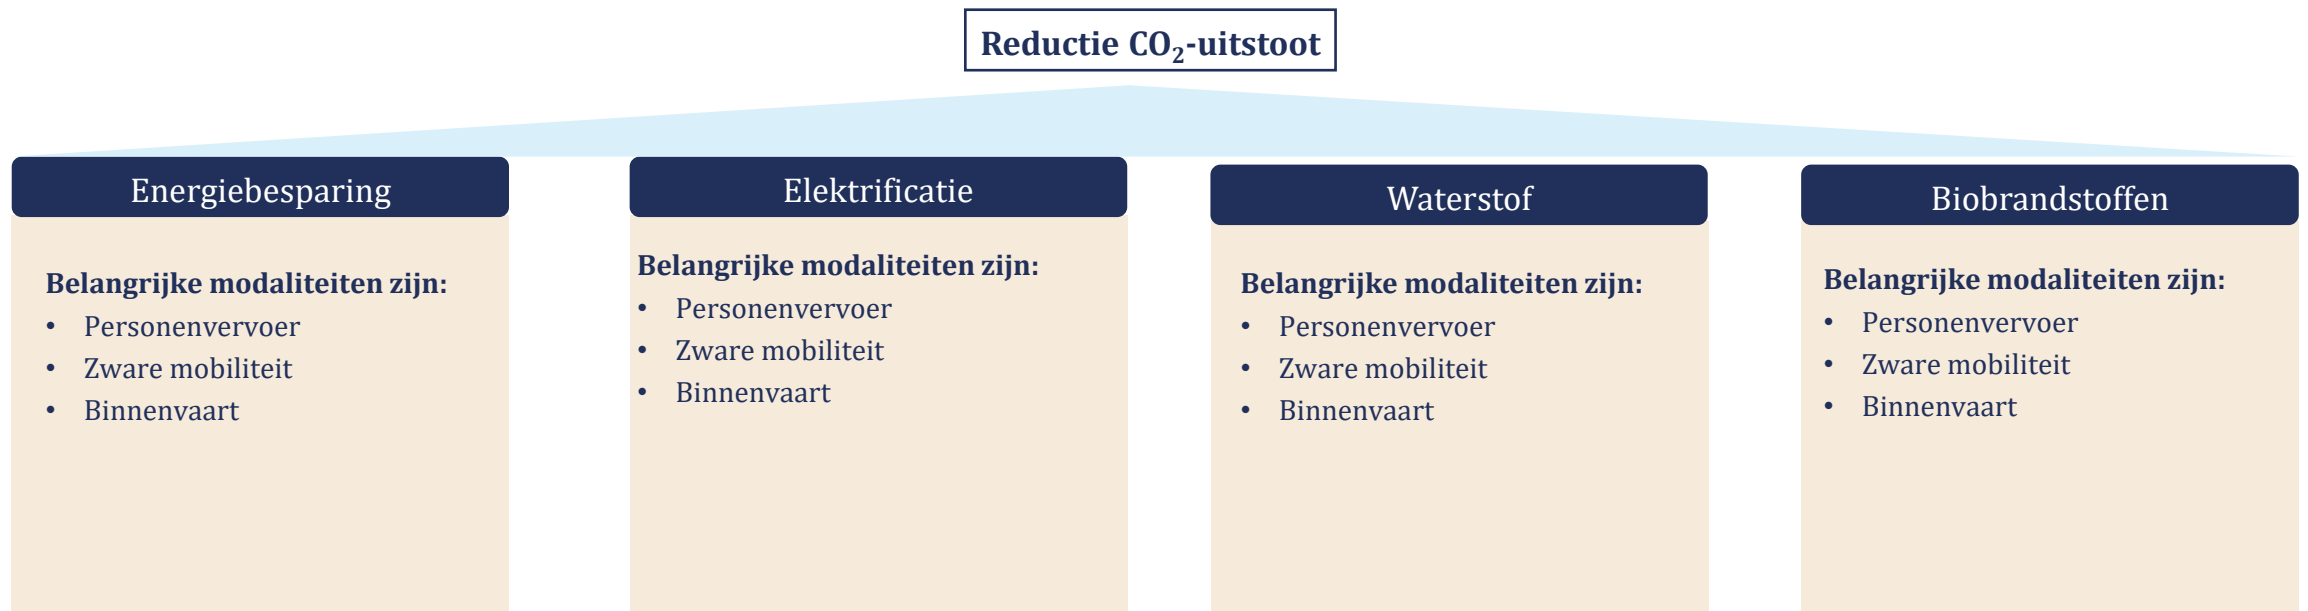 Reductie CO₂-uitstoot
Energiebesparing
Belangrijke modaliteiten zijn:
• Personenvervoer
• Zware mobiliteit
• Binnenvaart
Elektrificatie
Belangrijke modaliteiten zijn:
• Personenvervoer
• Zware mobiliteit
• Binnenvaart
Waterstof
Belangrijke modaliteiten zijn:
• Personenvervoer
• Zware mobiliteit
• Binnenvaart
Biobrandstoffen
Belangrijke modaliteiten zijn:
• Personenvervoer
• Zware mobiliteit
• Binnenvaart